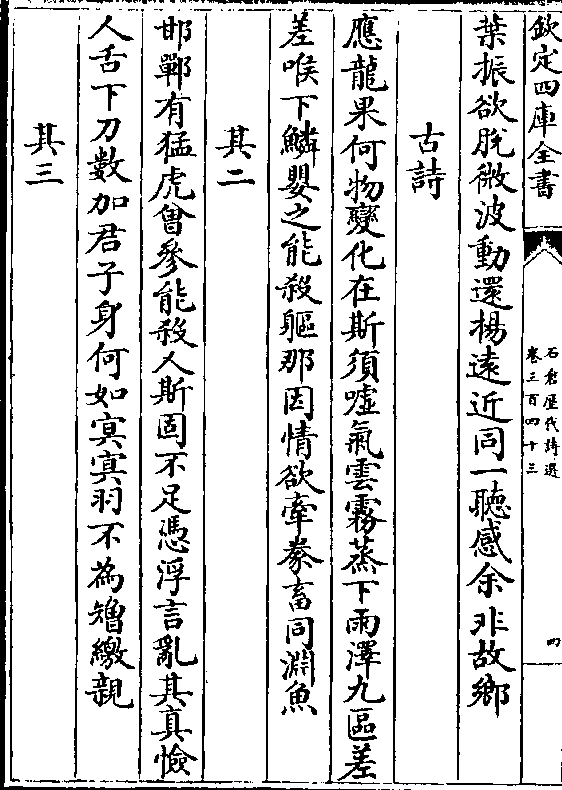 欽定四庫全書
石倉歷代詩選
卷三百四十三
四
葉振欲脫微波動還揚遠近同一聽感余非故鄉
古詩
應龍果何物變化在斯須噓氣雲霧蒸下雨澤九區差
差喉下鱗嬰之能殺軀那因情欲牽豢畜同淵魚
其二
邯鄲有猛虎曾參能殺人斯固不足憑浮言亂其真憸
人舌下刀數加君子身何如冥冥羽不為矰繳親
其三